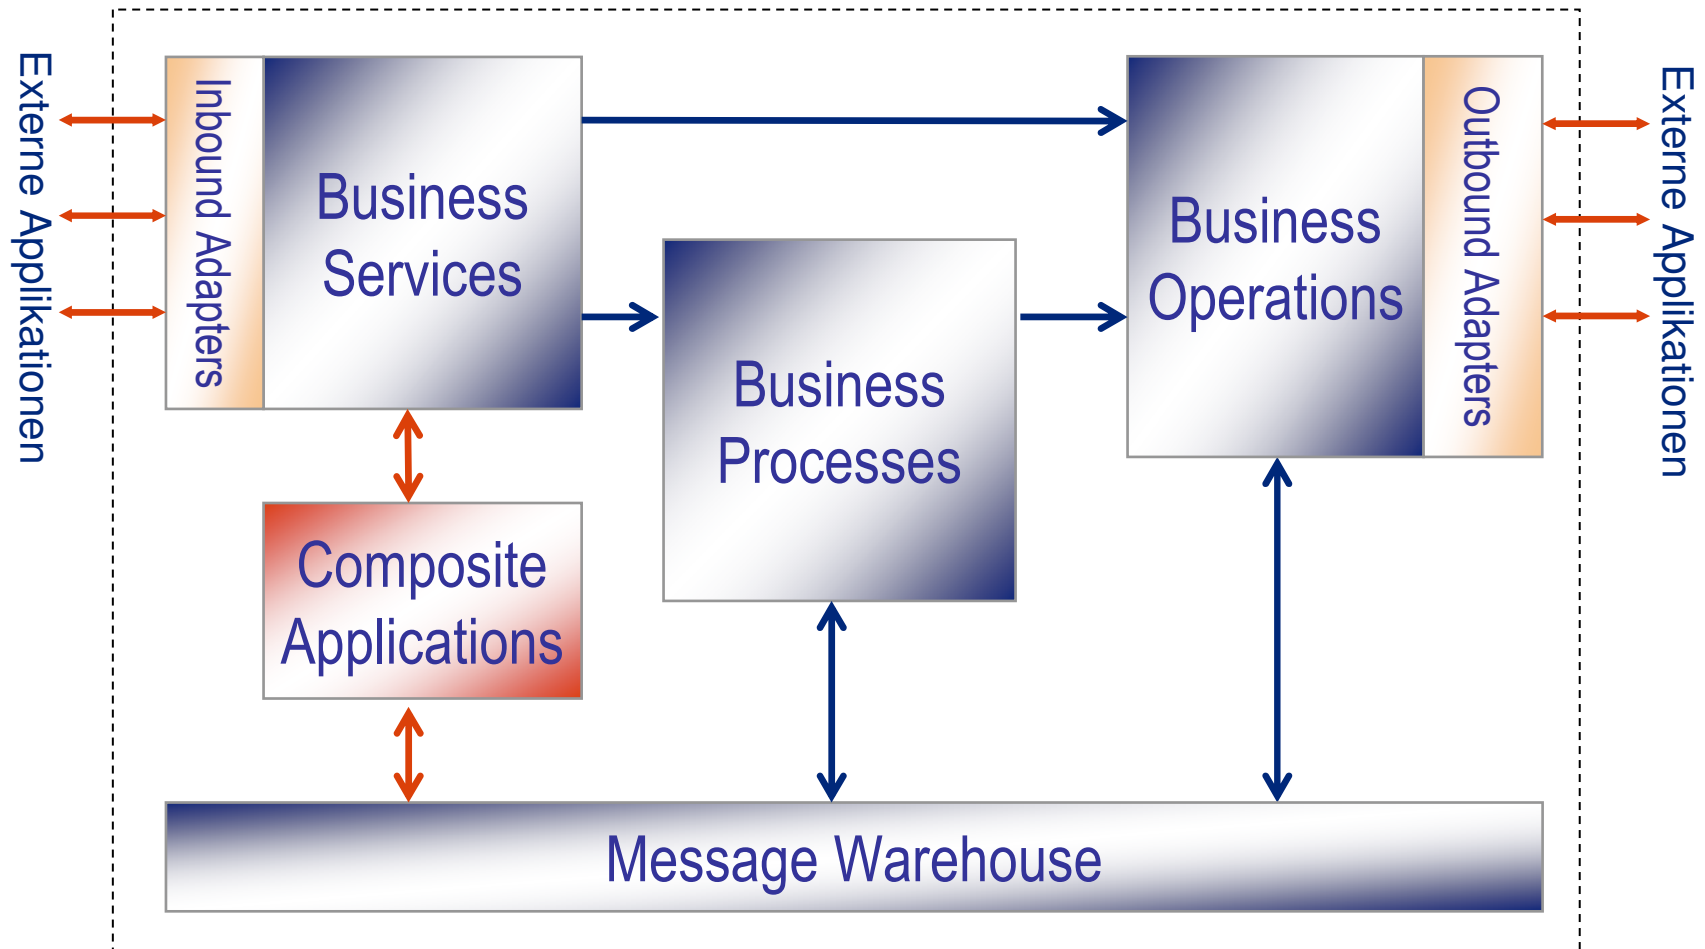 Externe Applikationen
Inbound Adapters
Business
Services
Business
Processes
Business
Operations
Outbound Adapters
Externe Applikationen
Composite
Applications
Message Warehouse